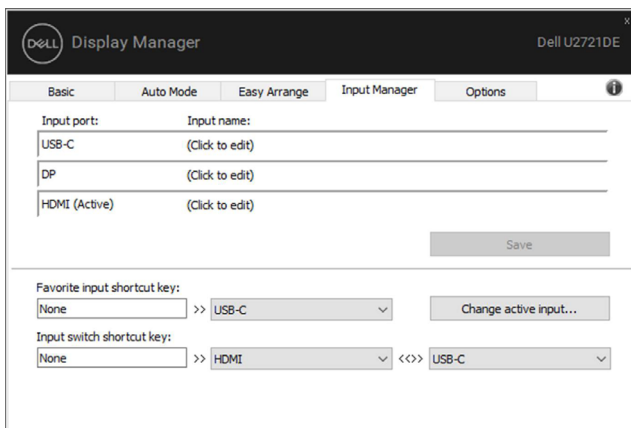 x
DELL Display Manager Dell U2721DE
Basic Auto Mode Easy Arrange Input Manager Options i
Input port: Input name:
USB-C (Click to edit)
DP (Click to edit)
HDMI (Active) (Click to edit)
Save
Favorite input shortcut key:
None >> USB-C Change active input...
Input switch shortcut key:
None >> HDMI <<>> USB-C